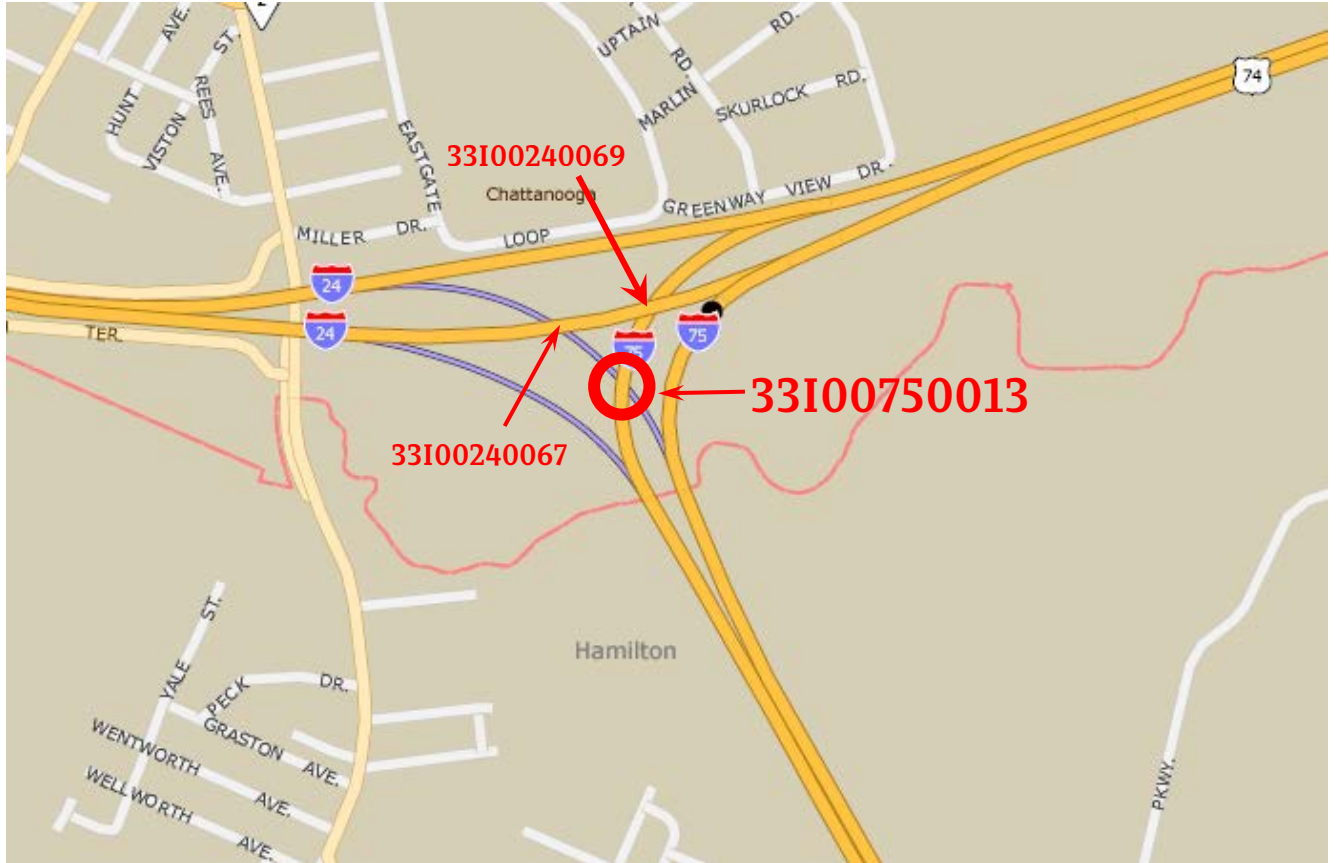 2
HUNT AVE.
VISTON ST.
REES AVE.
EASTGATE
LOOP
UPTAIN RD.
MARLIN RD.
SKURLOCK RD.
74
33I00240069
Chattanooga
GREENWAY VIEW DR.
MILLER DR.
24
24
TER.
75
75
33I00750013
33I00240067
Hamilton
YALE ST.
PECK DR.
GRASTON AVE.
WENTWORTH AVE.
WELLWORTH AVE.
PKWY.